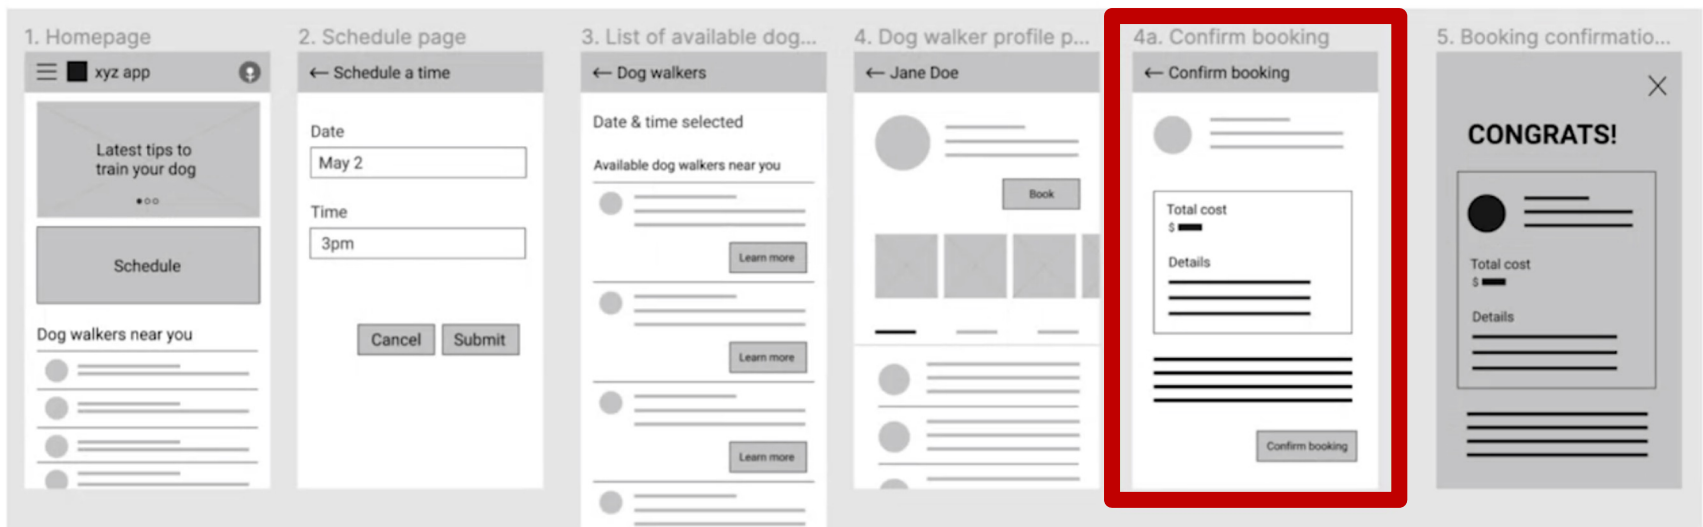 1. Homepage
xyz app
Latest tips to
train your dog
Schedule
Dog walkers near you
2. Schedule page
← Schedule a time
Date
May 2
Time
3pm
Cancel Submit
3. List of available dog...
← Dog walkers
Date & time selected
Available dog walkers near you
Learn more
Learn more
Learn more
4. Dog walker profile p...
← Jane Doe
Book
4a. Confirm booking
← Confirm booking
Total cost
$
Details
Confirm booking
5. Booking confirmatio...
CONGRATS!
Total cost
$
Details